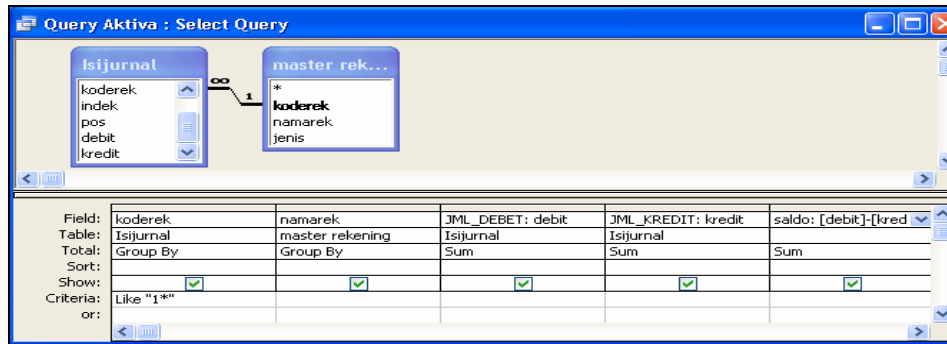 Query Aktiva : Select Query
Isijurnal
koderek
indek
pos
debit
kredit
∞
1
master rek...
*
koderek
namarek
jenis
Field: koderek namarek JML_DEBET: debit JML_KREDIT: kredit saldo: [debit]-[kred
Table: Isijurnal master rekening Isijurnal Isijurnal
Total: Group By Group By Sum Sum Sum
Sort:
Show:
Criteria: Like "1*"
or: